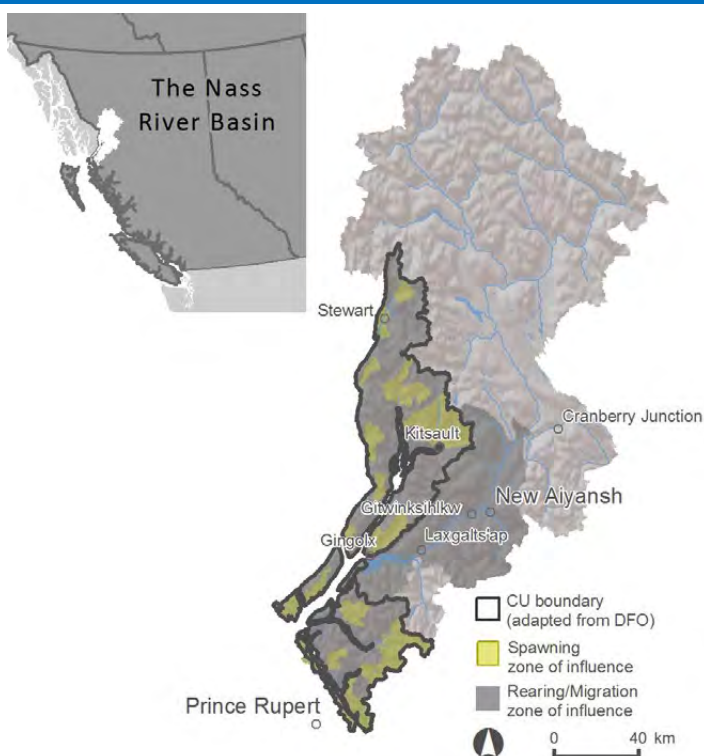 The Nass
River Basin
Stewart
Cranberry Junction
Kitsault
New Aiyansh
Gitwinksihlkw
Gingolx
Laxgalts'ap
CU boundary
(adapted from DFO)
Spawning
zone of influence
Rearing/Migration
zone of influence
Prince Rupert
0 40 km